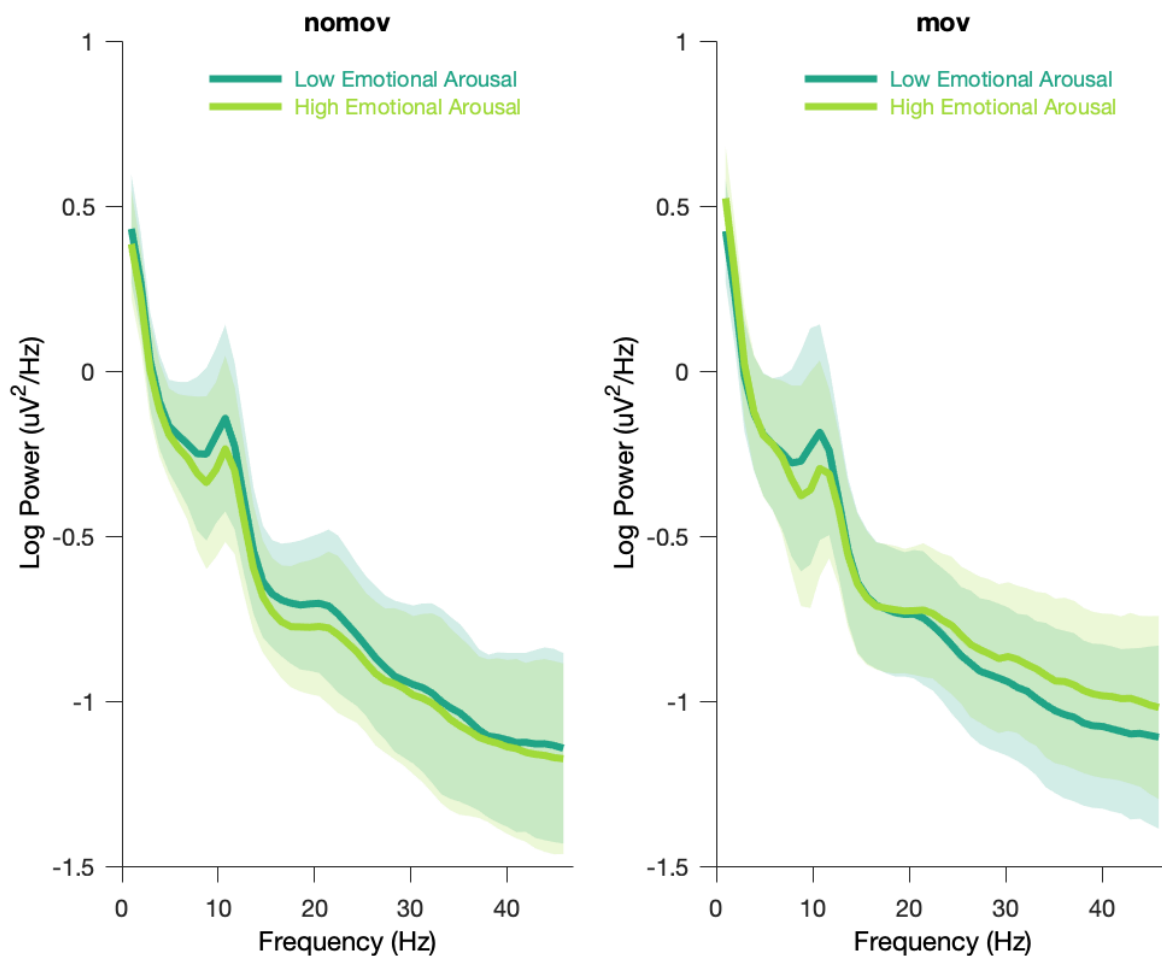 nomov
Low Emotional Arousal
High Emotional Arousal
1
0.5
0
-0.5
-1
-1.5
Log Power (uV²/Hz)
0 10 20 30 40
Frequency (Hz)
mov
Low Emotional Arousal
High Emotional Arousal
1
0.5
0
-0.5
-1
-1.5
Log Power (uV²/Hz)
0 10 20 30 40
Frequency (Hz)